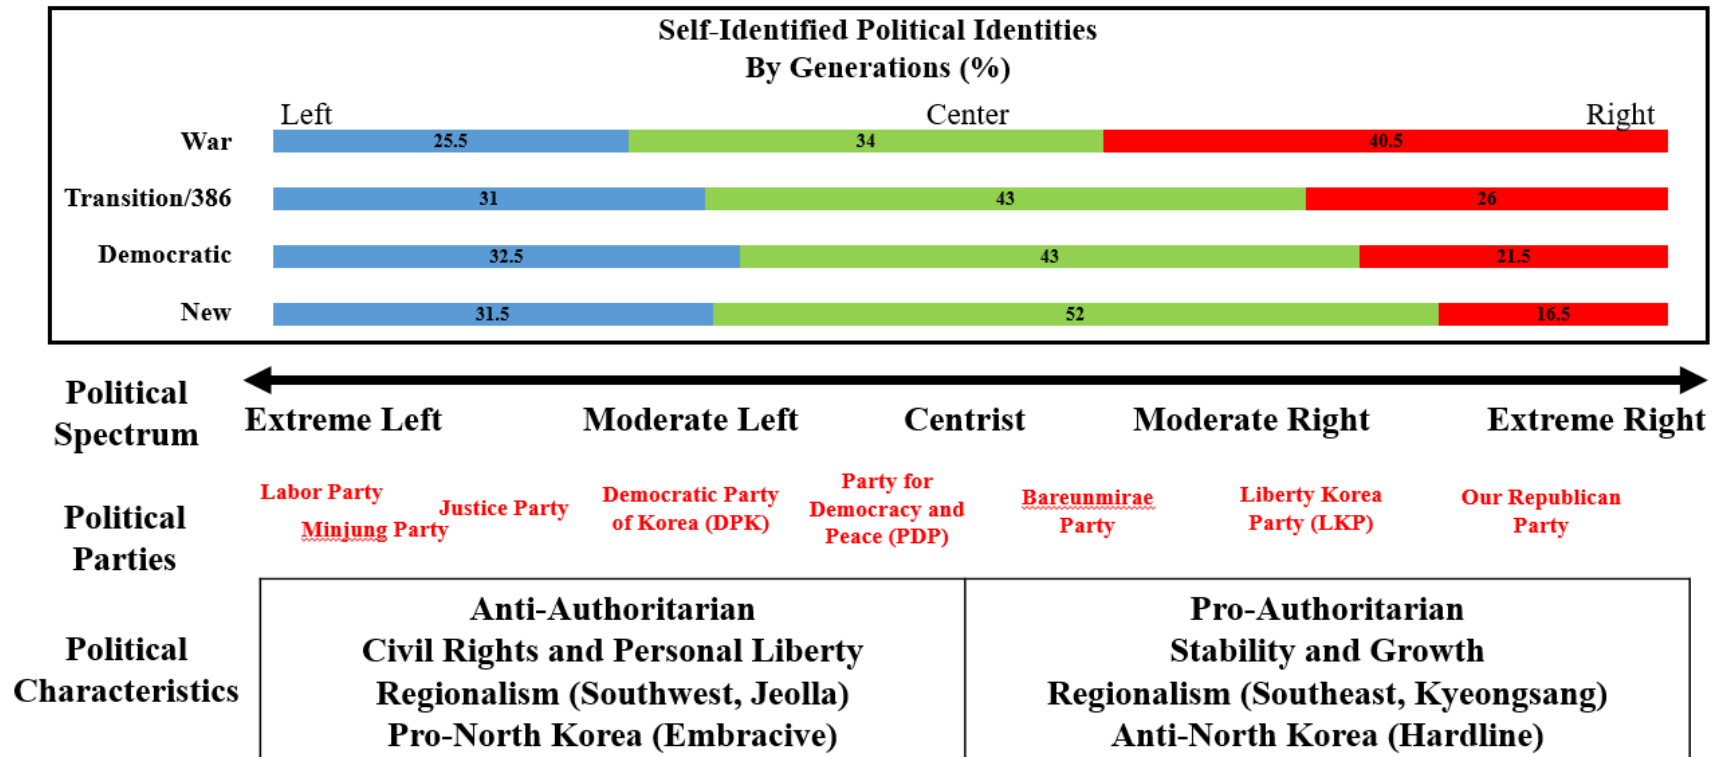 Self-Identified Political Identities
By Generations (%)
Left Center Right
War 25.5 34 40.5
Transition/386 31 43 26
Democratic 32.5 43 21.5
New 31.5 52 16.5
Political
Spectrum
Extreme Left Moderate Left Centrist Moderate Right Extreme Right
Political
Parties
Labor Party
Minjung Party
Justice Party
Democratic Party
of Korea (DPK)
Party for
Democracy and
Peace (PDP)
Bareunmirae
Party
Liberty Korea
Party (LKP)
Our Republican
Party
Political
Characteristics
Anti-Authoritarian
Civil Rights and Personal Liberty
Regionalism (Southwest, Jeolla)
Pro-North Korea (Embracive)
Pro-Authoritarian
Stability and Growth
Regionalism (Southeast, Kyeongsang)
Anti-North Korea (Hardline)